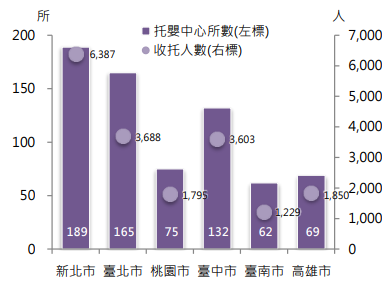 所
人
托嬰中心所數(左標)
收托人數(右標)
200
150
100
50
0
7,000
6,000
5,000
4,000
3,000
2,000
1,000
0
6,387
3,688
1,795
3,603
1,229
1,850
189
165
75
132
62
69
新北市
臺北市
桃園市
臺中市
臺南市
高雄市